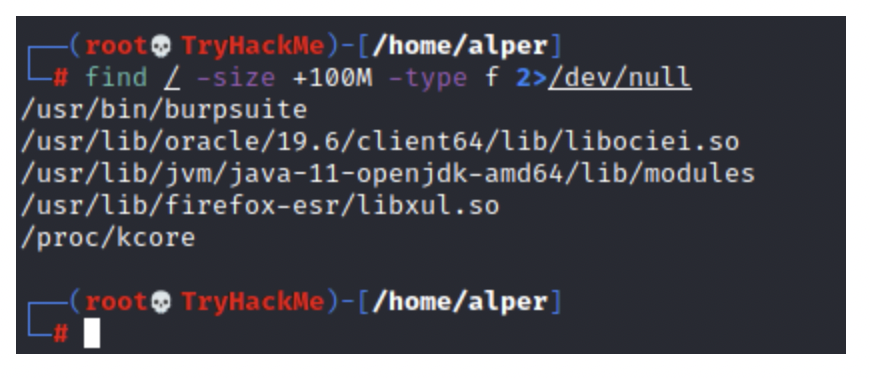 (root💀 TryHackMe)-[/home/alper]
# find / -size +100M -type f 2>/dev/null
/usr/bin/burpsuite
/usr/lib/oracle/19.6/client64/lib/libociei.so
/usr/lib/jvm/java-11-openjdk-amd64/lib/modules
/usr/lib/firefox-esr/libxul.so
/proc/kcore
(root💀 TryHackMe)-[/home/alper]
#